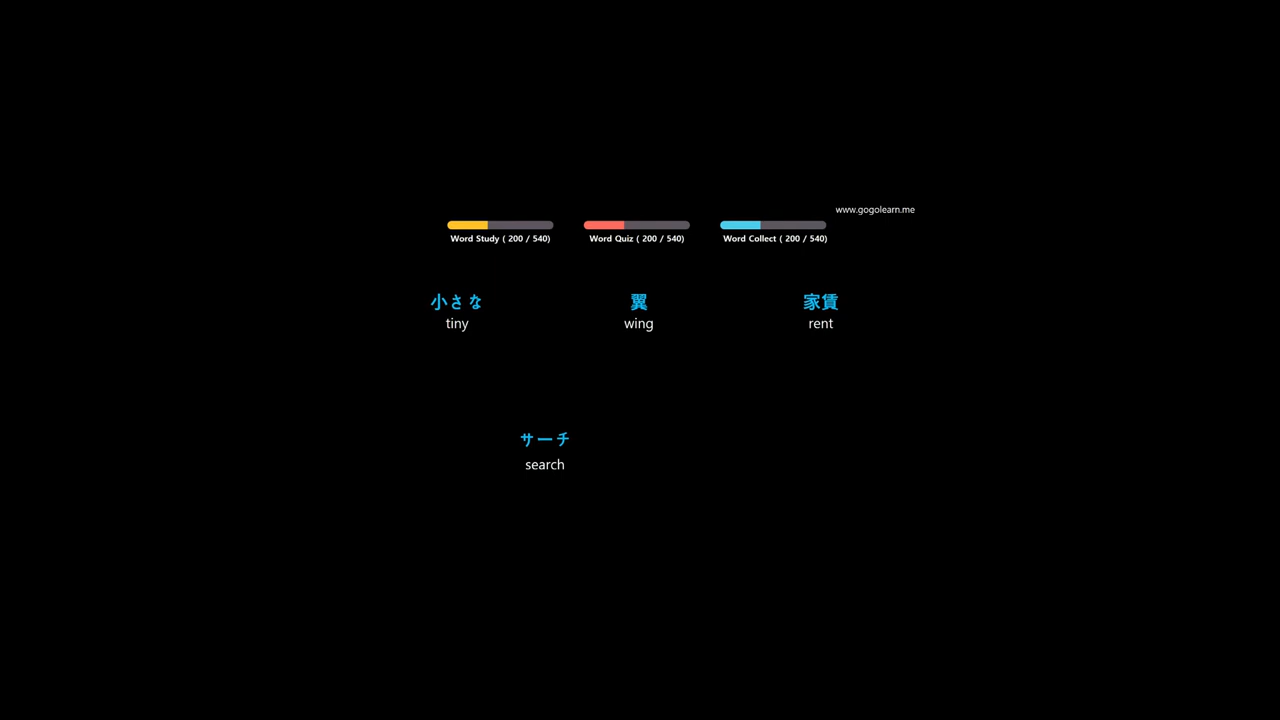 www.gogolearn.me
Word Study ( 200 / 540)
Word Quiz ( 200 / 540)
Word Collect ( 200 / 540)
小さな
tiny
翼
wing
家賃
rent
サーチ
search